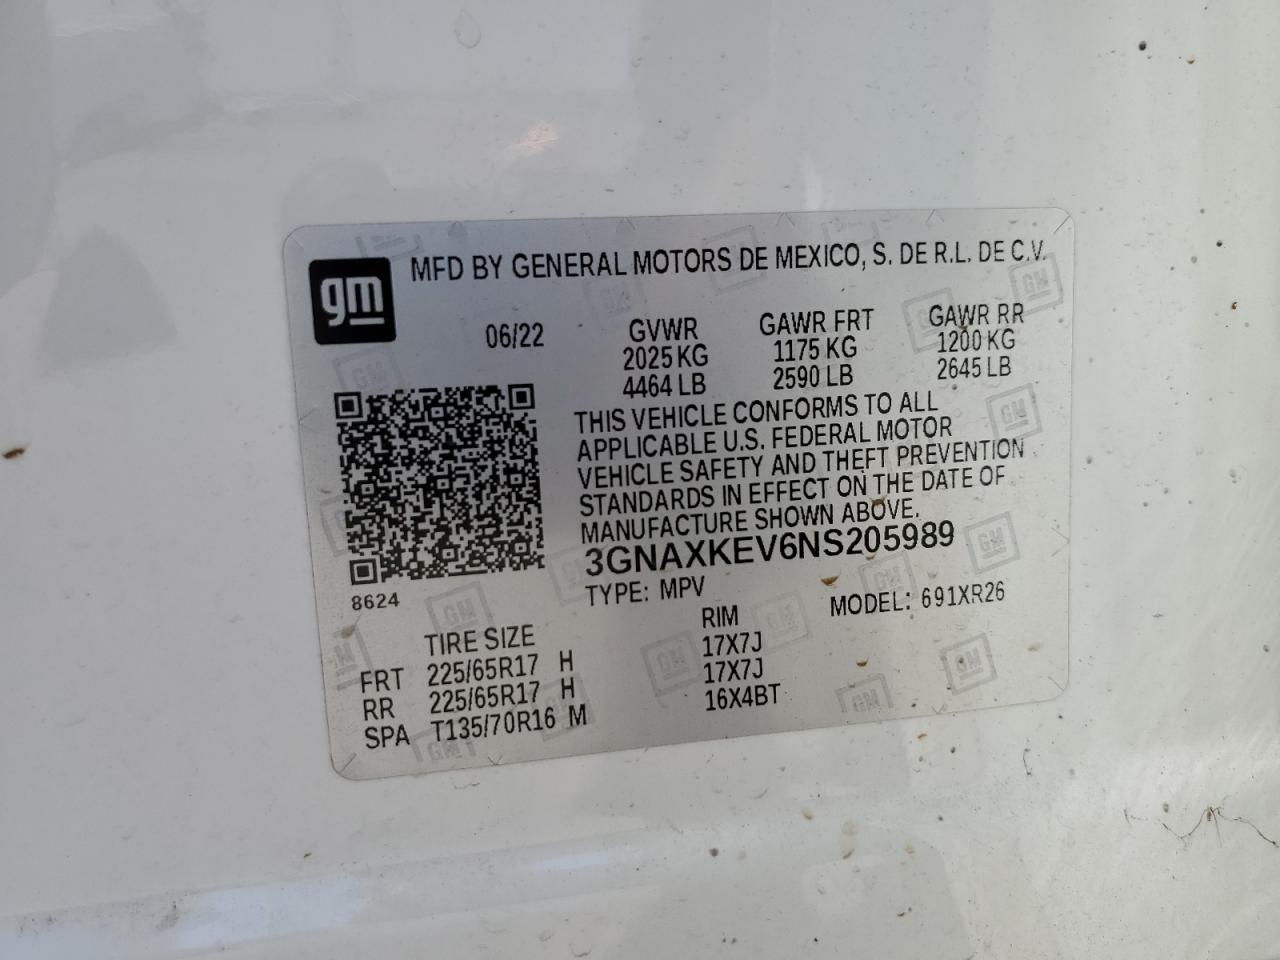 gm
MFD BY GENERAL MOTORS DE MEXICO, S. DE R.L. DE C.V.
06/22
GVWR GAWR FRT GAWR RR
2025 KG 1175 KG 1200 KG
4464 LB 2590 LB 2645 LB
THIS VEHICLE CONFORMS TO ALL
APPLICABLE U.S. FEDERAL MOTOR
VEHICLE SAFETY AND THEFT PREVENTION
STANDARDS IN EFFECT ON THE DATE OF
MANUFACTURE SHOWN ABOVE.
3GNAXKEV6NS205989
8624
TYPE: MPV MODEL: 691XR26
TIRE SIZE RIM
FRT 225/65R17 H 17X7J
RR 225/65R17 H 17X7J
SPA T135/70R16 M 16X4BT